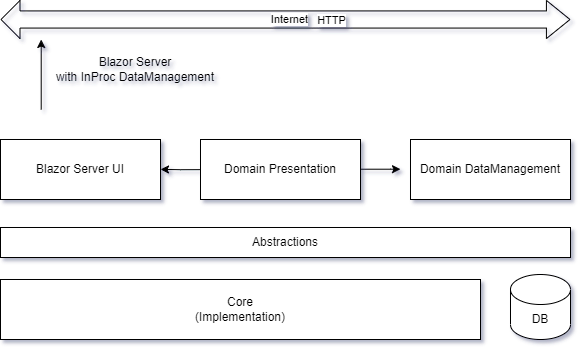 Internet HTTP
Blazor Server
with InProc DataManagement
Blazor Server UI
Domain Presentation
Domain DataManagement
Abstractions
Core
(Implementation)
DB